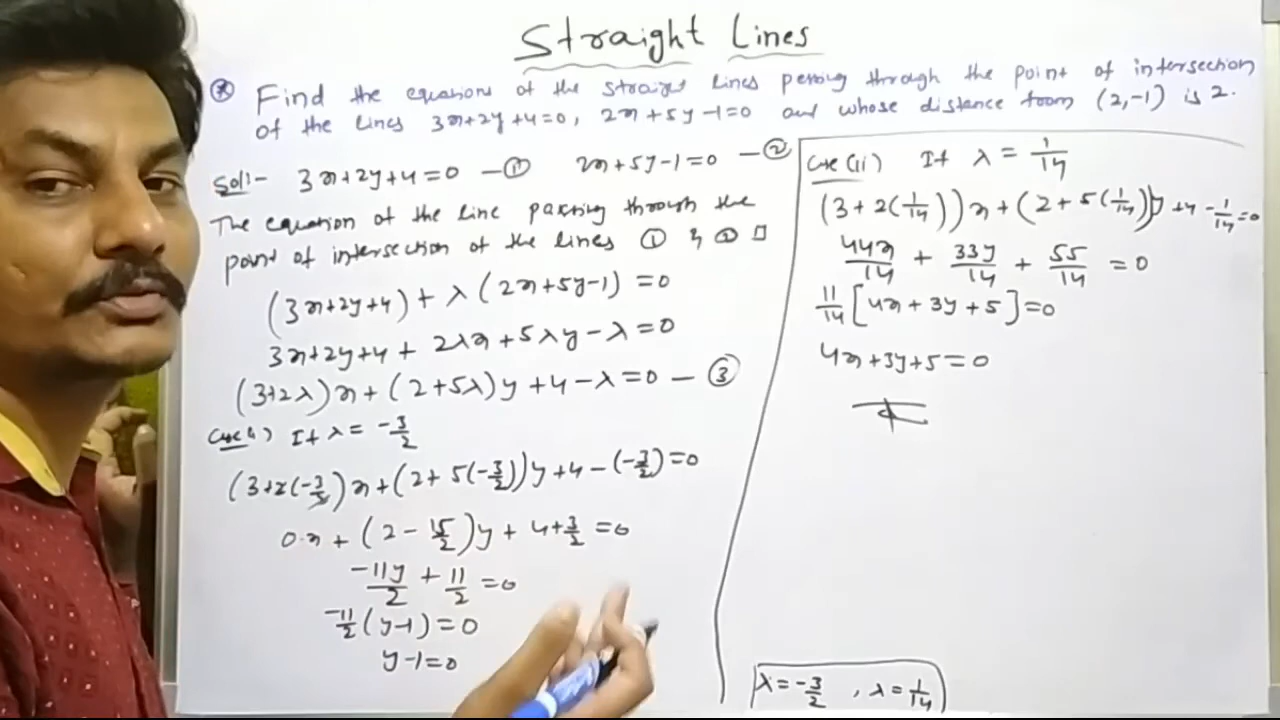 Straight Lines
Find the equations of the straight lines passing through the point of intersection
of the lines 3x+2y+4=0, 2x+5y-1=0 and whose distance from (2,-1) is 2.
Sol:- 3x+2y+4=0 —① 2x+5y-1=0 —②
The equation of the line passing through the
point of intersection of the lines ① & ② is
(3x+2y+4)+λ(2x+5y-1)=0
3x+2y+4+2λx+5λy-λ=0
(3+2λ)x+(2+5λ)y+4-λ=0 —③
Case(i) If λ=-3/2
(3+2(-3/2))x+(2+5(-3/2))y+4-(-3/2)=0
0.x+(2-15/2)y+4+3/2=0
-11y/2+11/2=0
-11/2(y-1)=0
y-1=0
Case(ii) If λ=1/14
(3+2(1/14))x+(2+5(1/14))y+4-1/14=0
44x/14+33y/14+55/14=0
11/14[4x+3y+5]=0
4x+3y+5=0
λ=-3/2, λ=1/14